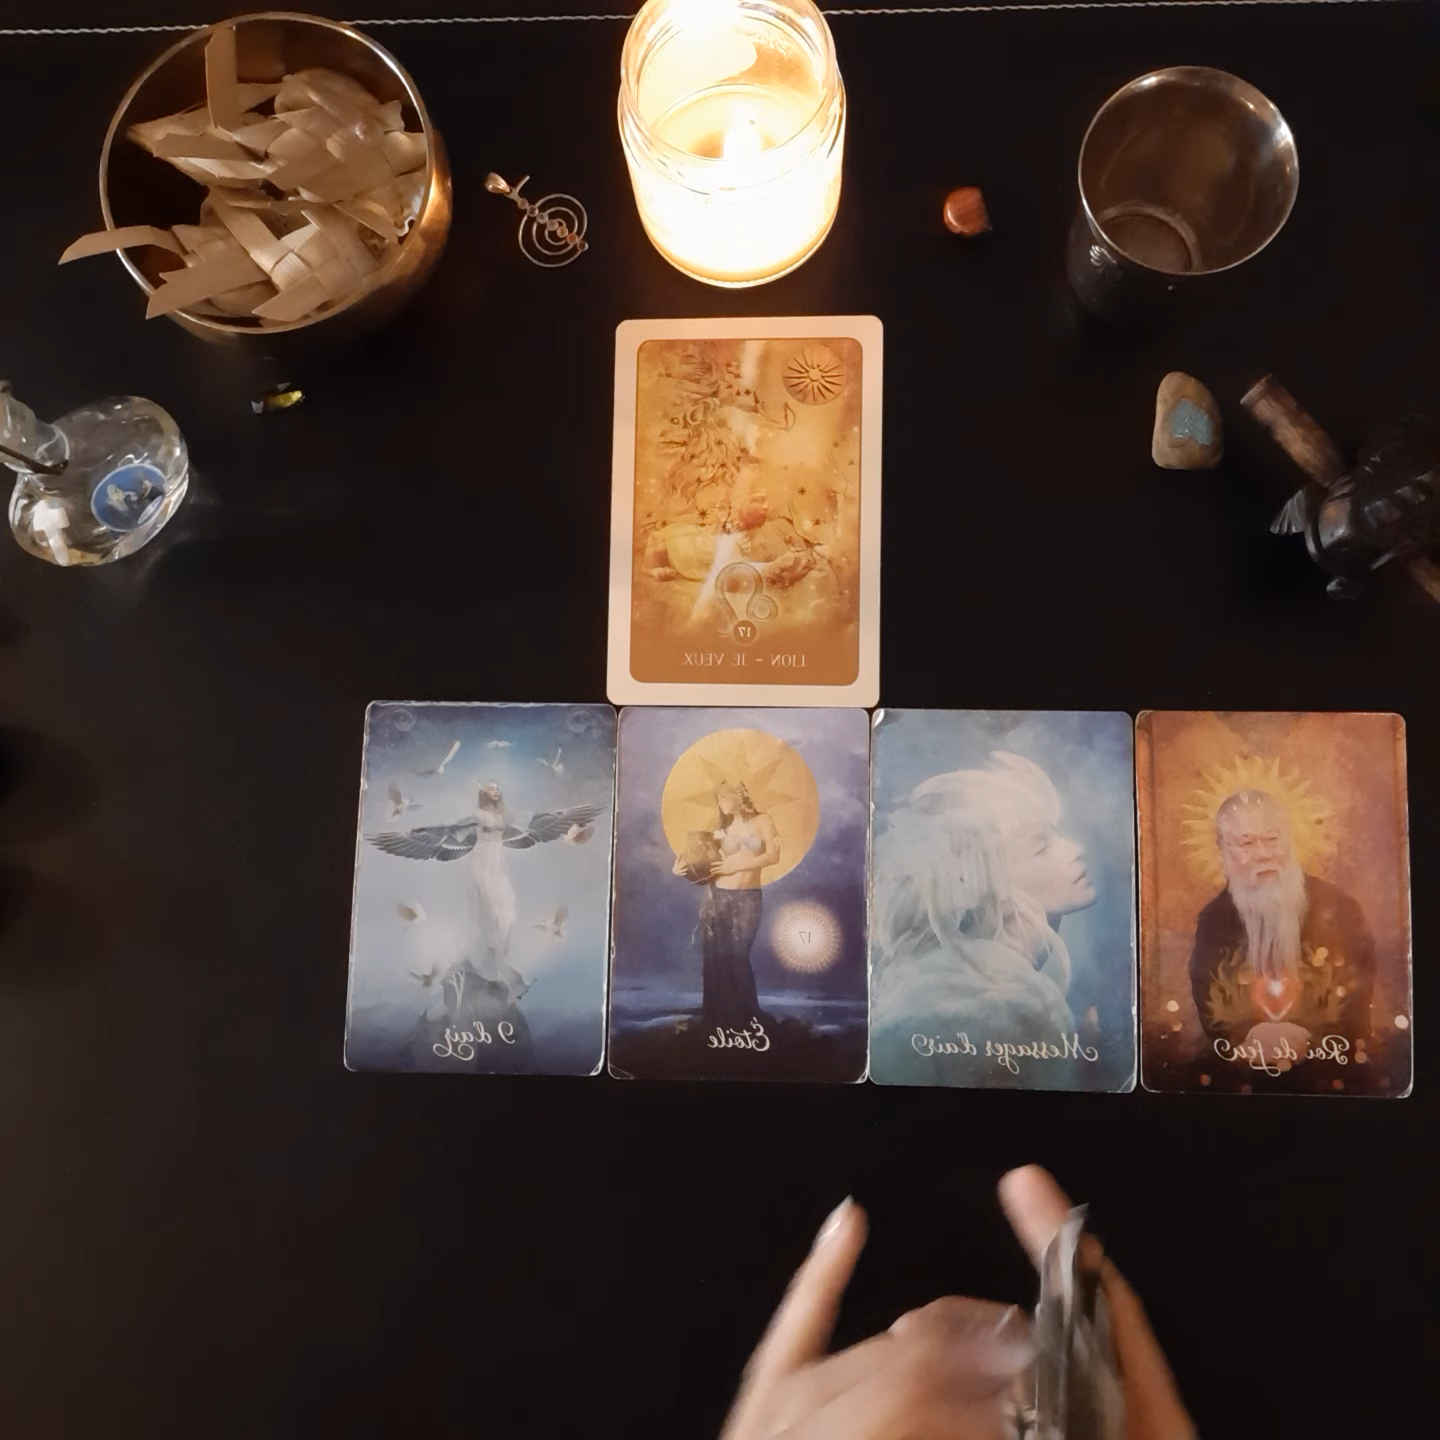 17
LION ~ JE VEUX
9 d'air
Étoile
17
Messager d'air
Roi de feu